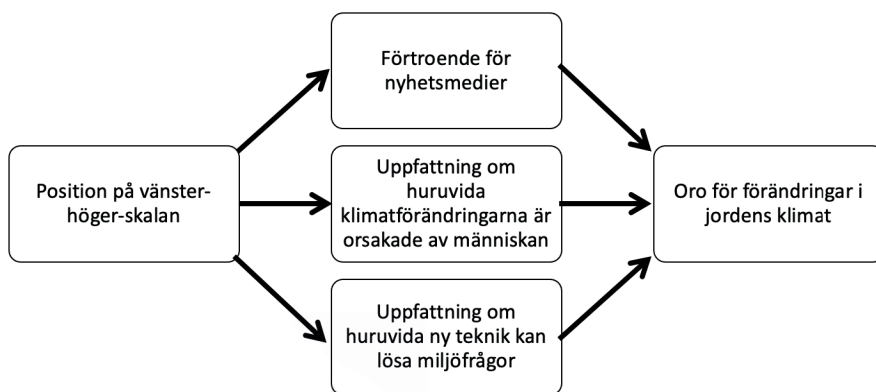 Förtroende för
nyhetsmedier
Position på vänster-
höger-skalan
Uppfattning om
huruvida
klimatförändringarna är
orsakade av människan
Oro för förändringar i
jordens klimat
Uppfattning om
huruvida ny teknik kan
lösa miljöfrågor